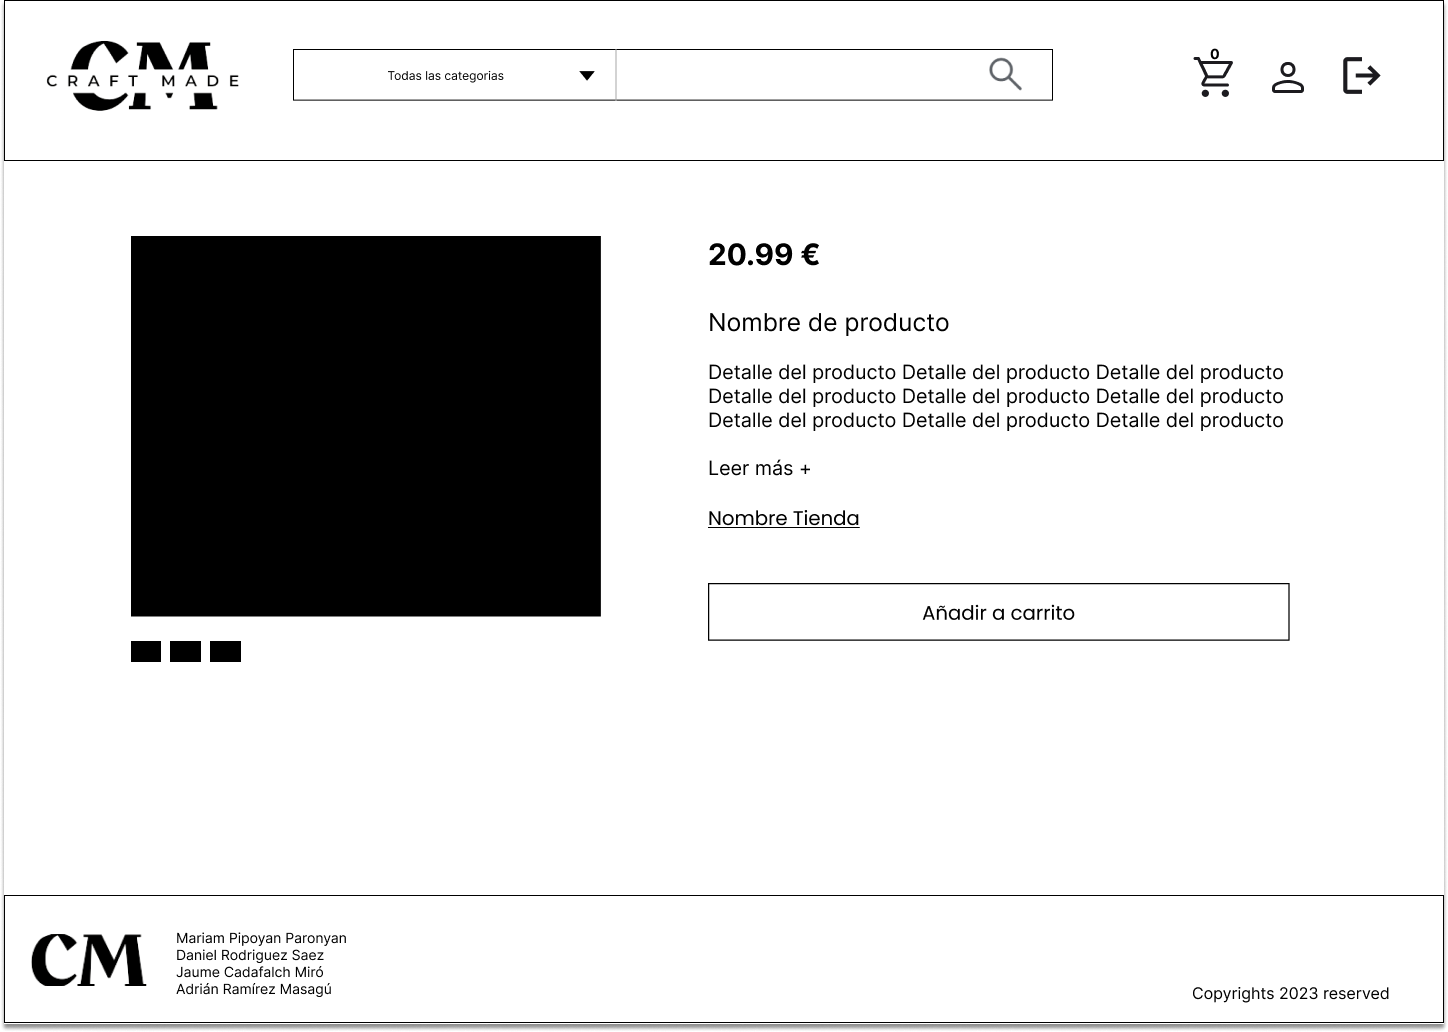 CM
CRAFT MADE
Todas las categorias
0
20.99 €
Nombre de producto
Detalle del producto Detalle del producto Detalle del producto
Detalle del producto Detalle del producto Detalle del producto
Detalle del producto Detalle del producto Detalle del producto
Leer más +
Nombre Tienda
Añadir a carrito
CM
Mariam Pipoyan Paronyan
Daniel Rodriguez Saez
Jaume Cadafalch Miró
Adrián Ramírez Masagú
Copyrights 2023 reserved